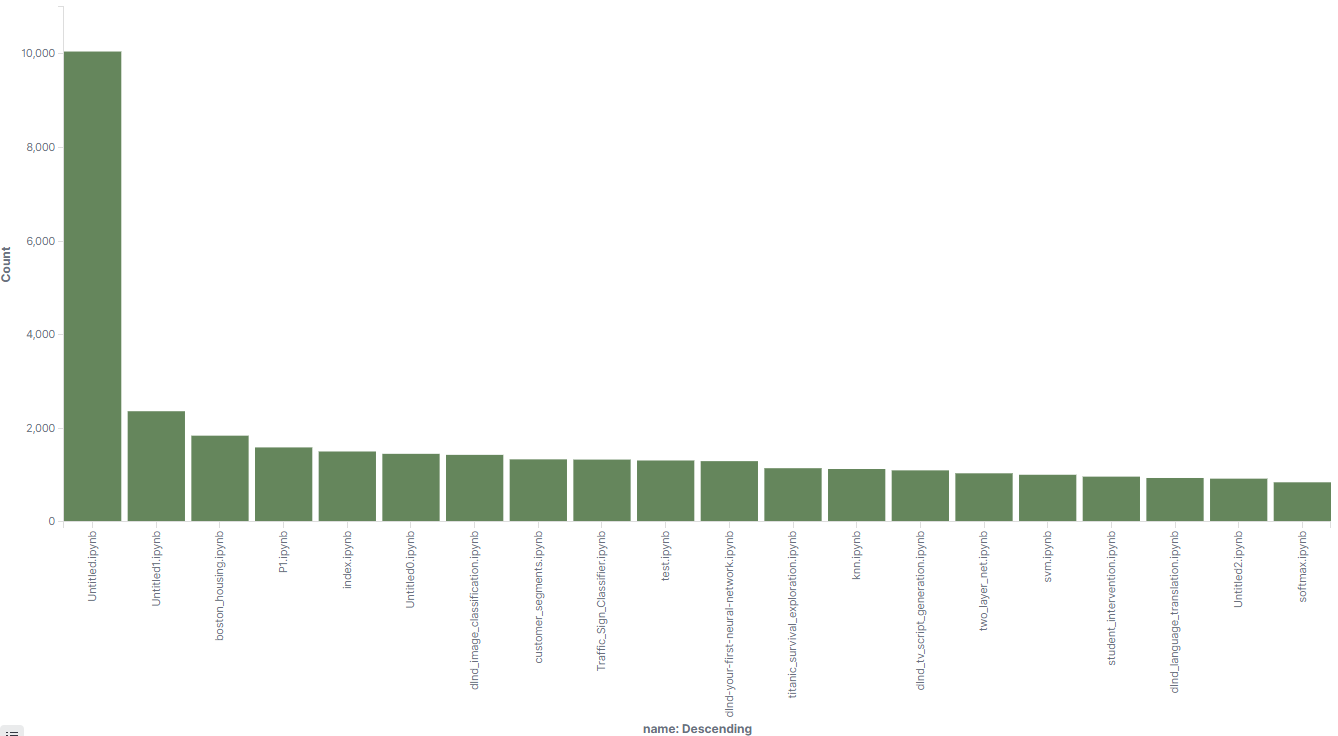 10,000
8,000
6,000
4,000
2,000
0
Count
Untitled.ipynb
Untitled1.ipynb
boston_housing.ipynb
P1.ipynb
index.ipynb
Untitled0.ipynb
dlnd_image_classification.ipynb
customer_segments.ipynb
Traffic_Sign_Classifier.ipynb
test.ipynb
dlnd-your-first-neural-network.ipynb
titanic_survival_exploration.ipynb
knn.ipynb
dlnd_tv_script_generation.ipynb
two_layer_net.ipynb
svm.ipynb
student_intervention.ipynb
dlnd_language_translation.ipynb
Untitled2.ipynb
softmax.ipynb
name: Descending